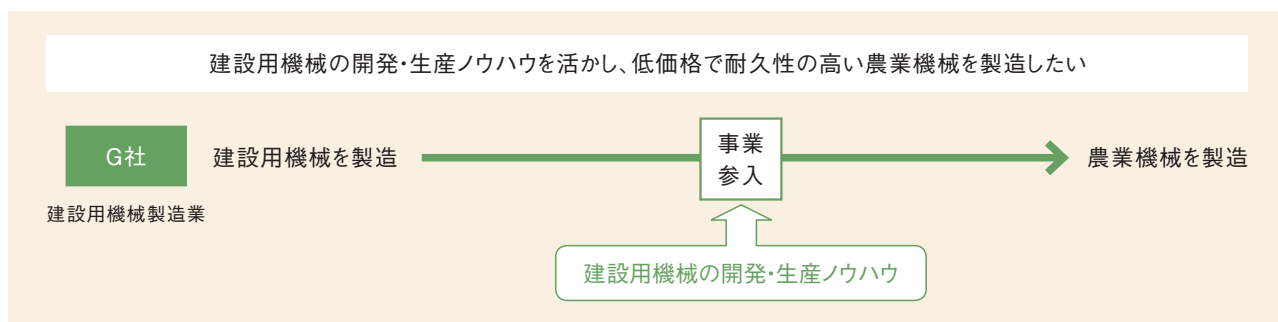 建設用機械の開発・生産ノウハウを活かし、低価格で耐久性の高い農業機械を製造したい
G社
建設用機械を製造
事業
参入
農業機械を製造
建設用機械製造業
建設用機械の開発・生産ノウハウ